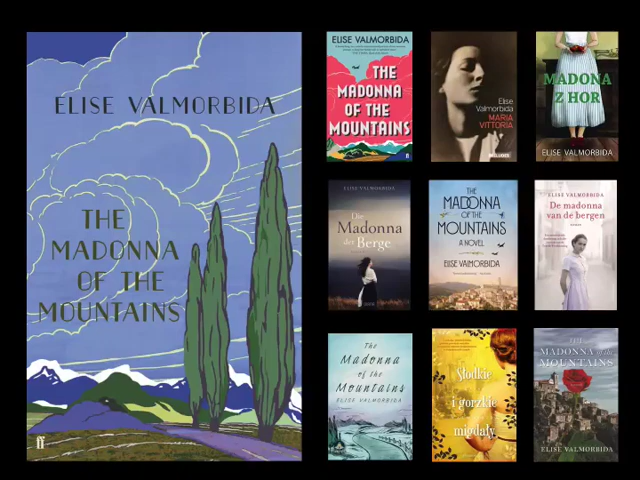 ELISE VALMORBIDA
THE
MADONNA
OF THE
MOUNTAINS
ff
ELISE VALMORBIDA
THE
MADONNA
OF THE
MOUNTAINS
Elise
Valmorbida
MARIA
VITTORIA
MADONA
Z HOR
ELISE VALMORBIDA
ELISE VALMORBIDA
Die
Madonna
der Berge
THE
MADONNA
OF THE
MOUNTAINS
A NOVEL
ELISE VALMORBIDA
ELISE VALMORBIDA
De madonna
van de bergen
The
Madonna
of the
Mountains
ELISE VALMORBIDA
Słodkie
i gorzkie
migdały
THE
MADONNA of the
MOUNTAINS
ELISE VALMORBIDA